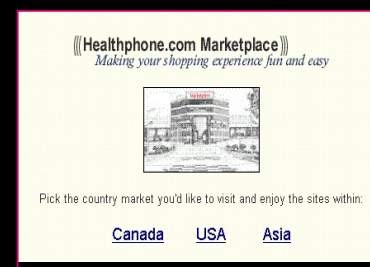 (((Healthphone.com Marketplace)))
Making your shopping experience fun and easy
Pick the country market you'd like to visit and enjoy the sites within:
Canada USA Asia